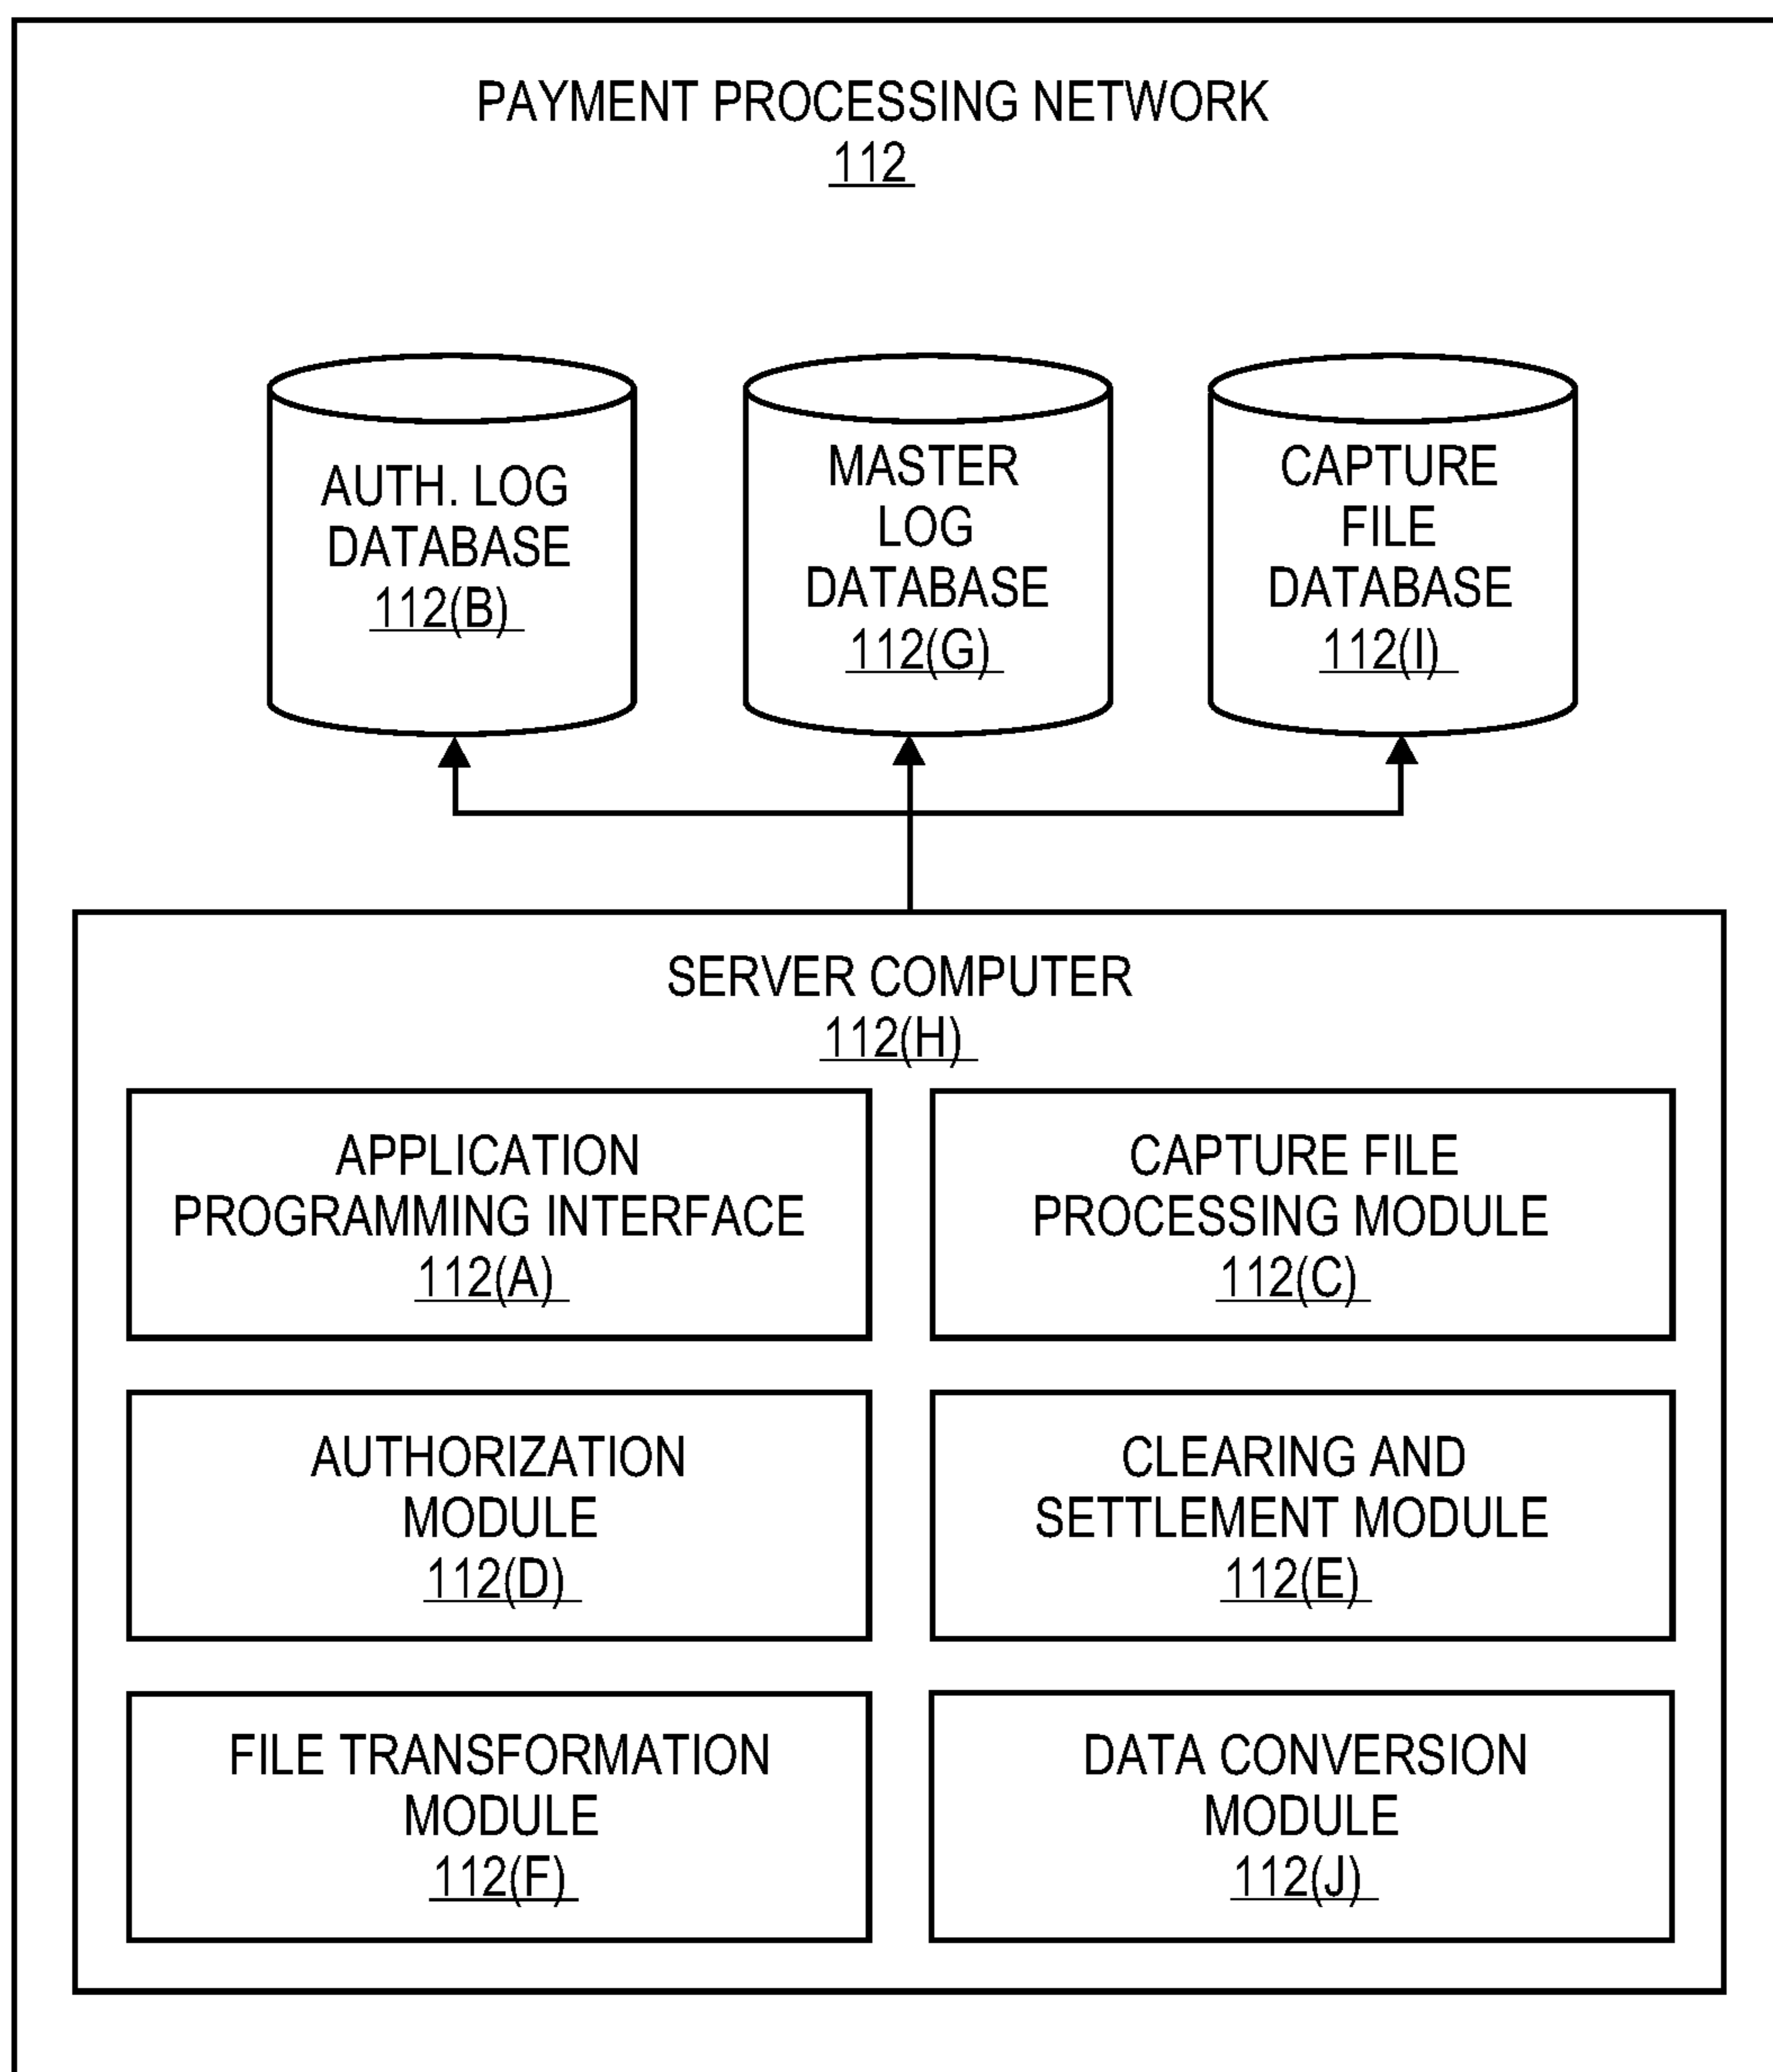 PAYMENT PROCESSING NETWORK
112
AUTH. LOG
DATABASE
112(B)
MASTER
LOG
DATABASE
112(G)
CAPTURE
FILE
DATABASE
112(I)
SERVER COMPUTER
112(H)
APPLICATION
PROGRAMMING INTERFACE
112(A)
CAPTURE FILE
PROCESSING MODULE
112(C)
AUTHORIZATION
MODULE
112(D)
CLEARING AND
SETTLEMENT MODULE
112(E)
FILE TRANSFORMATION
MODULE
112(F)
DATA CONVERSION
MODULE
112(J)